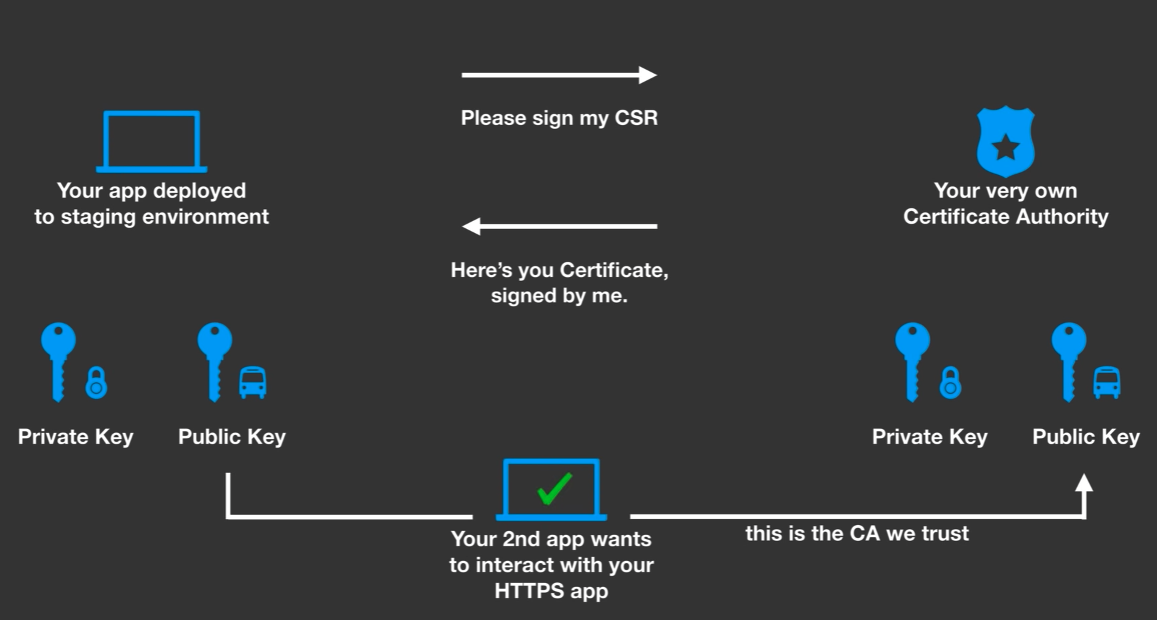 Please sign my CSR
Your app deployed
to staging environment
Your very own
Certificate Authority
Here's you Certificate,
signed by me.
Private Key
Public Key
Private Key
Public Key
Your 2nd app wants
to interact with your
HTTPS app
this is the CA we trust